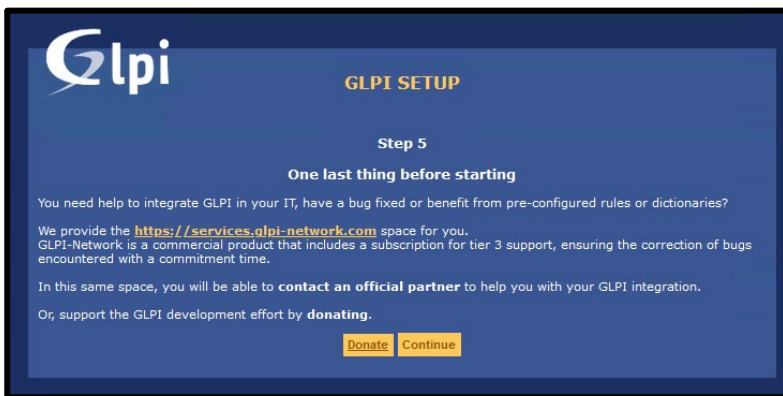 Glpi
GLPI SETUP
Step 5
One last thing before starting
You need help to integrate GLPI in your IT, have a bug fixed or benefit from pre-configured rules or dictionaries?
We provide the https://services.glpi-network.com space for you.
GLPI-Network is a commercial product that includes a subscription for tier 3 support, ensuring the correction of bugs
encountered with a commitment time.
In this same space, you will be able to contact an official partner to help you with your GLPI integration.
Or, support the GLPI development effort by donating.
Donate Continue